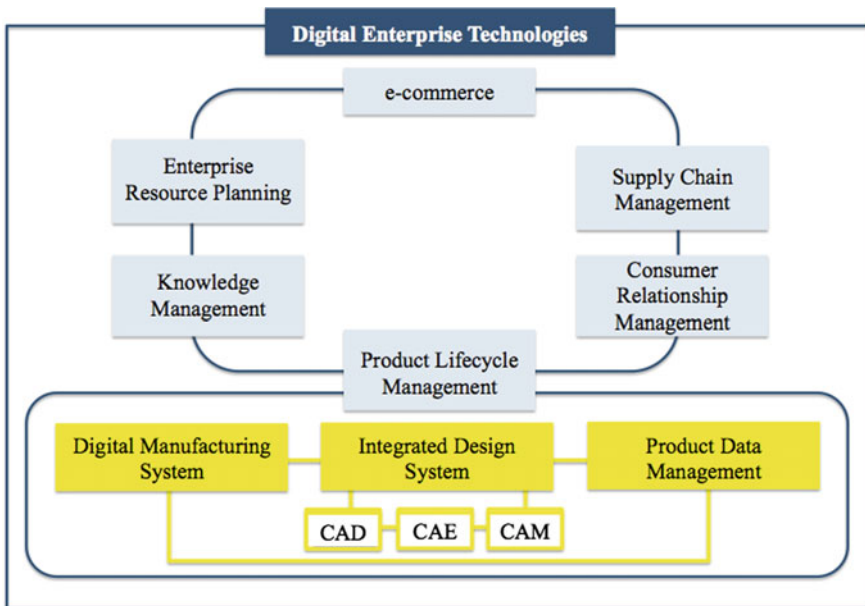 Digital Enterprise Technologies
e-commerce
Enterprise
Resource Planning
Supply Chain
Management
Knowledge
Management
Consumer
Relationship
Management
Product Lifecycle
Management
Digital Manufacturing
System
Integrated Design
System
Product Data
Management
CAD
CAE
CAM